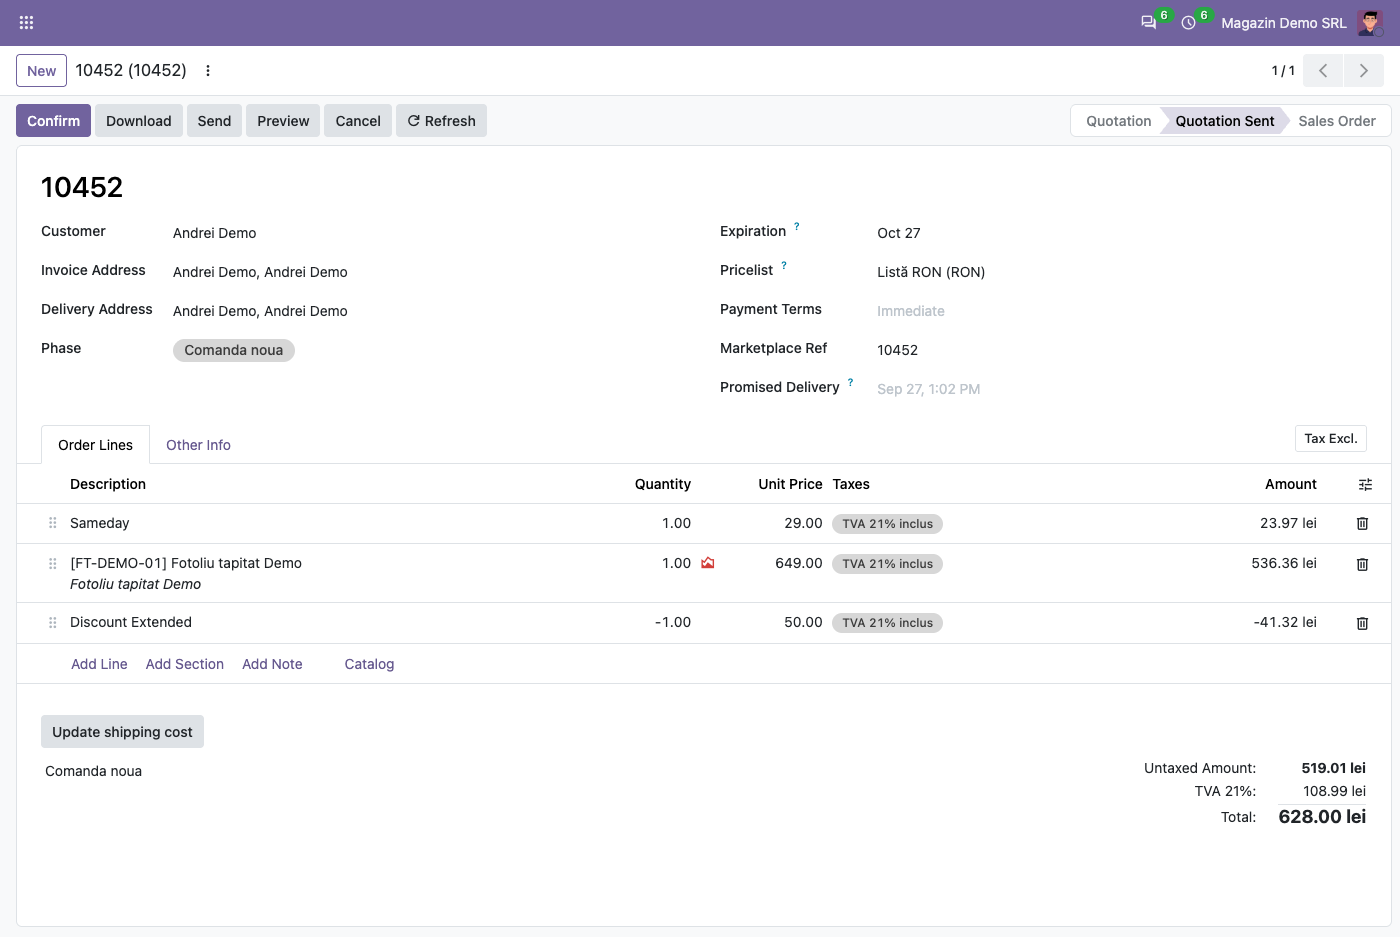 6 6 Magazin Demo SRL
New 10452 (10452) 1 / 1
Confirm Download Send Preview Cancel Refresh Quotation Quotation Sent Sales Order
10452
Customer Andrei Demo Expiration ? Oct 27
Invoice Address Andrei Demo, Andrei Demo Pricelist ? Listă RON (RON)
Delivery Address Andrei Demo, Andrei Demo Payment Terms Immediate
Phase Comanda noua Marketplace Ref 10452
Promised Delivery ? Sep 27, 1:02 PM
Order Lines Other Info Tax Excl.
Description Quantity Unit Price Taxes Amount
Sameday 1.00 29.00 TVA 21% inclus 23.97 lei
[FT-DEMO-01] Fotoliu tapitat Demo 1.00 649.00 TVA 21% inclus 536.36 lei
Fotoliu tapitat Demo
Discount Extended -1.00 50.00 TVA 21% inclus -41.32 lei
Add Line Add Section Add Note Catalog
Update shipping cost
Comanda noua Untaxed Amount: 519.01 lei
TVA 21%: 108.99 lei
Total: 628.00 lei